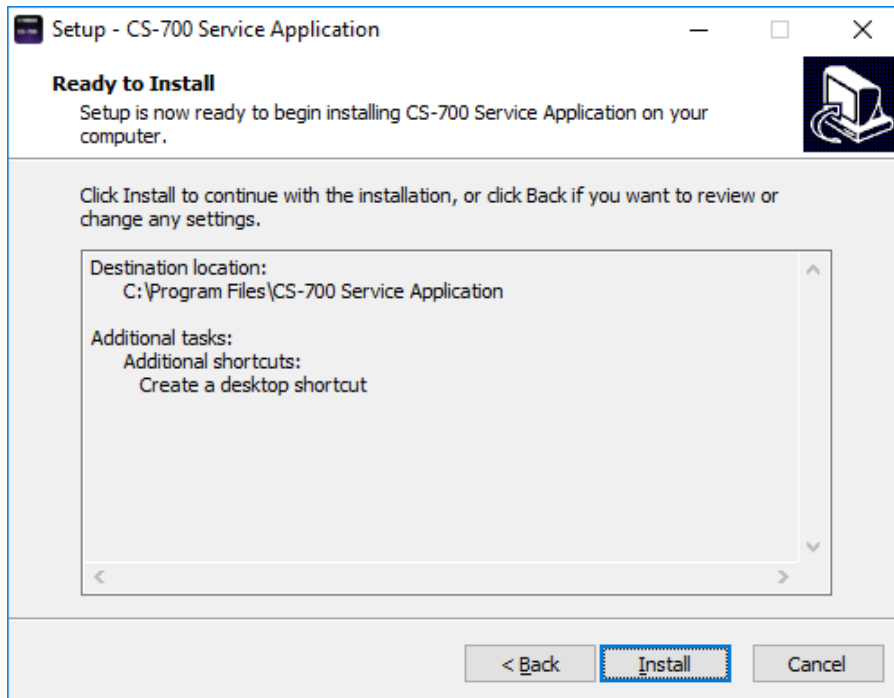 Setup - CS-700 Service Application
Ready to Install
Setup is now ready to begin installing CS-700 Service Application on your
computer.
Click Install to continue with the installation, or click Back if you want to review or
change any settings.
Destination location:
C:\Program Files\CS-700 Service Application
Additional tasks:
Additional shortcuts:
Create a desktop shortcut
< Back
Install
Cancel